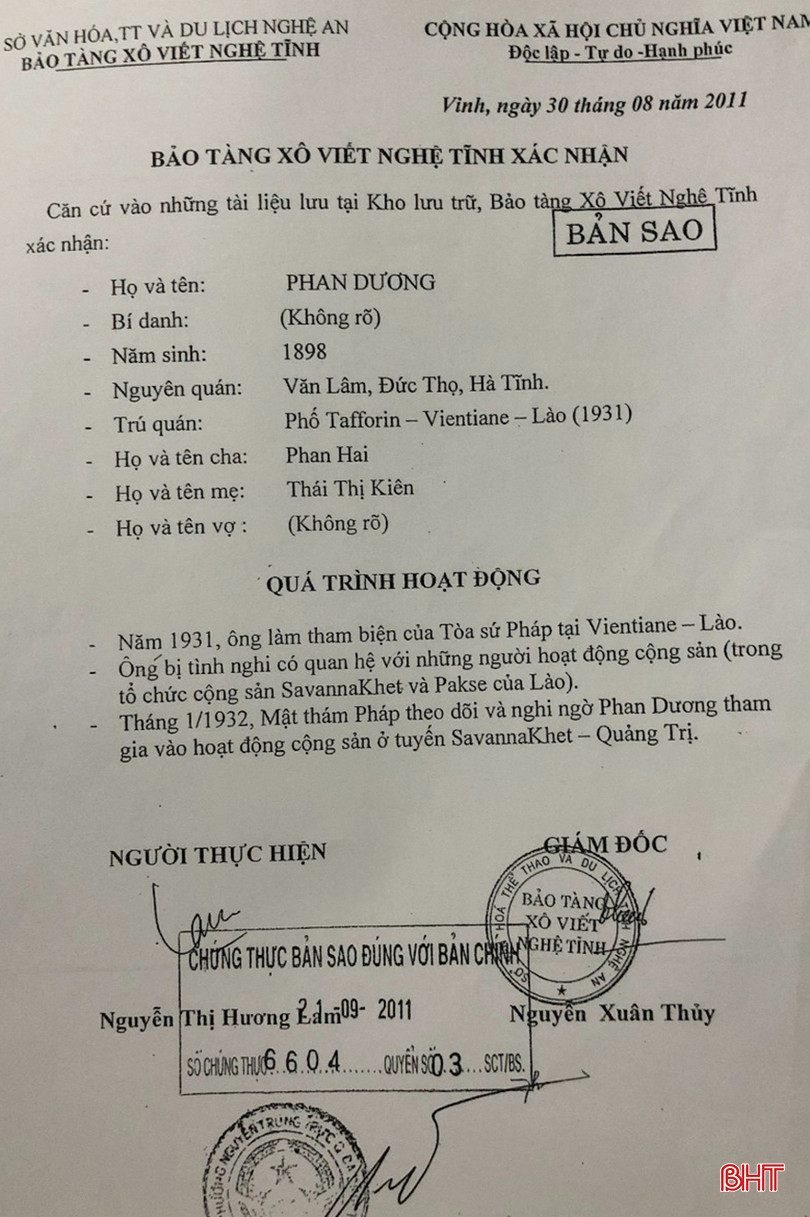 SỞ VĂN HÓA,TT VÀ DU LỊCH NGHỆ AN
BẢO TÀNG XÔ VIẾT NGHỆ TĨNH
CỘNG HÒA XÃ HỘI CHỦ NGHĨA VIỆT NAM
Độc lập - Tự do -Hạnh phúc
Vinh, ngày 30 tháng 08 năm 2011
BẢO TÀNG XÔ VIẾT NGHỆ TĨNH XÁC NHẬN
Căn cứ vào những tài liệu lưu tại Kho lưu trữ, Bảo tàng Xô Viết Nghệ Tĩnh
xác nhận:
BẢN SAO
- Họ và tên: PHAN DƯƠNG
- Bí danh: (Không rõ)
- Năm sinh: 1898
- Nguyên quán: Văn Lâm, Đức Thọ, Hà Tĩnh.
- Trú quán: Phố Tafforin – Vientiane – Lào (1931)
- Họ và tên cha: Phan Hai
- Họ và tên mẹ: Thái Thị Kiên
- Họ và tên vợ : (Không rõ)
QUÁ TRÌNH HOẠT ĐỘNG
- Năm 1931, ông làm tham biện của Tòa sứ Pháp tại Vientiane – Lào.
- Ông bị tình nghi có quan hệ với những người hoạt động cộng sản (trong
tổ chức cộng sản SavannaKhet và Pakse của Lào).
- Tháng 1/1932, Mật thám Pháp theo dõi và nghi ngờ Phan Dương tham
gia vào hoạt động cộng sản ở tuyến SavannaKhet – Quảng Trị.
NGƯỜI THỰC HIỆN
GIÁM ĐỐC
HOÁ THỂ THAO VÀ DU LỊCH
NGHỆ AN
BẢO TÀNG
XÔ VIẾT
NGHỆ TĨNH
CHỨNG THỰC BẢN SAO ĐÚNG VỚI BẢN CHÍNH
Nguyễn Thị Hương Lam
21-09- 2011
Nguyễn Xuân Thủy
SỐ CHỨNG THỰC 6604.......QUYỂN SỐ 03....SCT/BS.
NGUYỄN TRUNG TRỰC
BHT